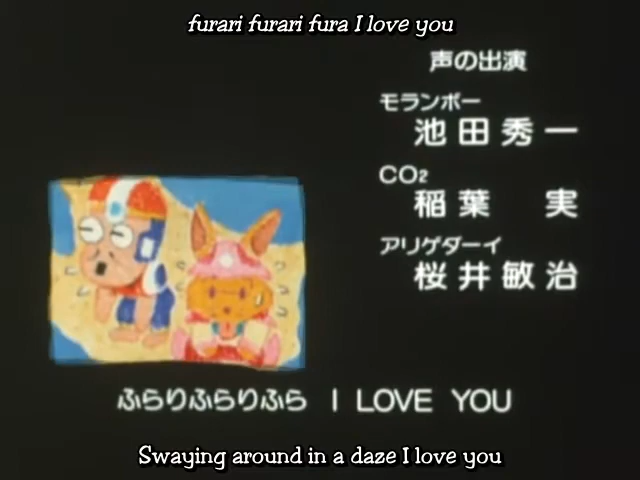 furari furari fura I love you
声の出演
モランボー
池田秀一
CO₂
稲葉 実
アリゲダーイ
桜井敏治
ふらりふらりふら I LOVE YOU
Swaying around in a daze I love you